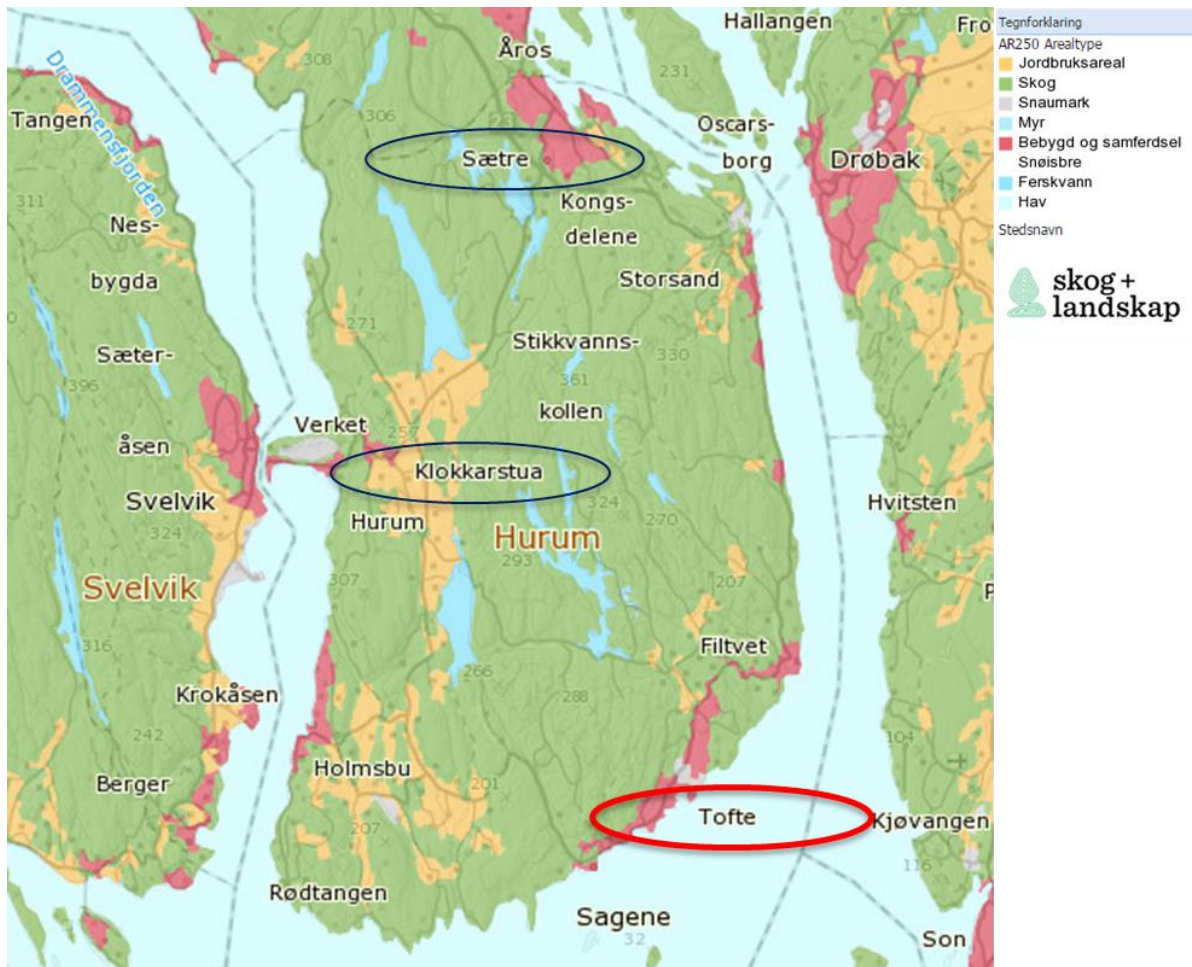 Hallangen
Fro
Åros
308
231
Drammensfjorden
Tangen
306
23
Oscars-
borg
Sætre
Drøbak
311
Nes-
bygda
Kongs-
delene
Storsand
271
Stikkvanns-
330
Sæter-
361
396
kollen
Verket
257
åsen
Klokkarstua
Svelvik
324
Hvitsten
Hurum
270
324
Hurum
293
Svelvik
307
207
P
316
Filtvet
266
288
Krokåsen
242
104
Holmsbu
Berger
201
Tofte
Kjøvangen
207
116
Rødtangen
Sagene
32
Son
Tegnforklaring
AR250 Arealtype
Jordbruksareal
Skog
Snaumark
Myr
Bebygd og samferdsel
Snøisbre
Ferskvann
Hav
Stedsnavn
skog +
landskap